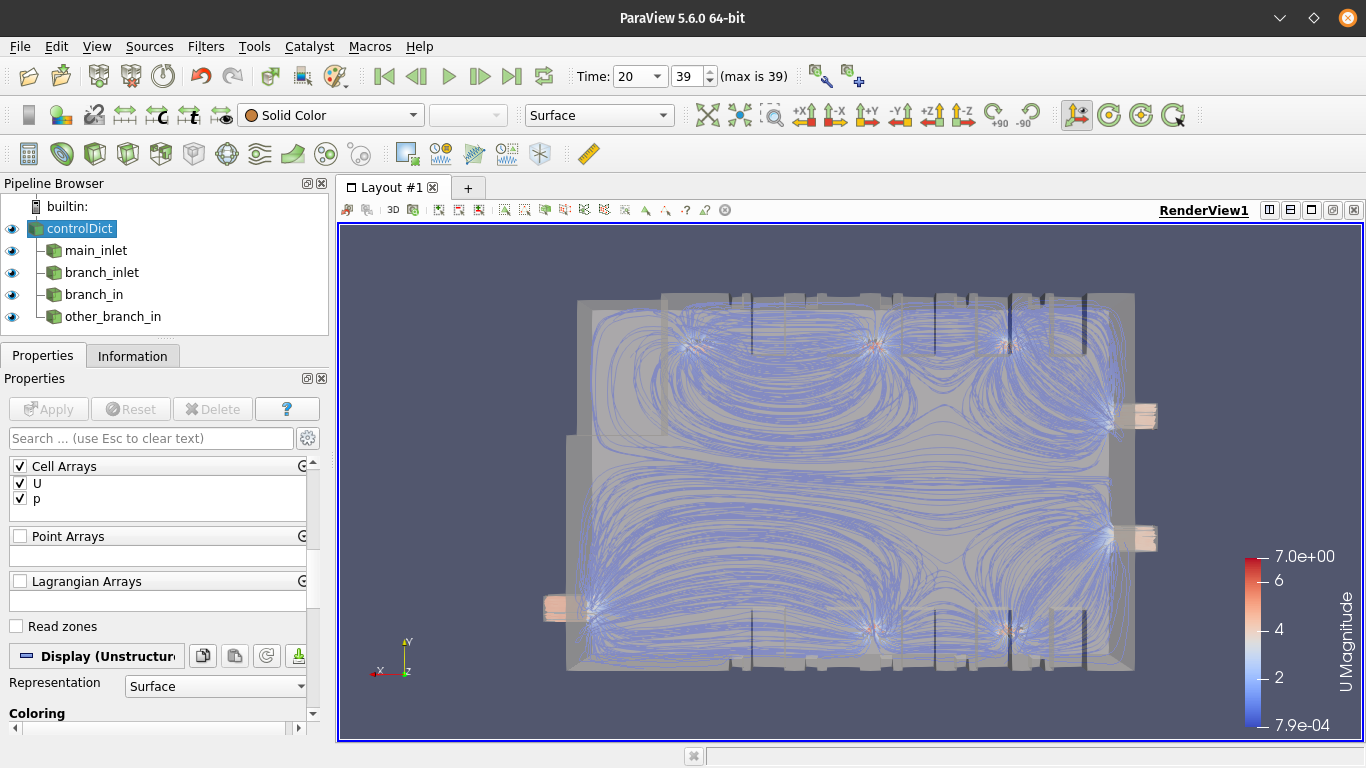 ParaView 5.6.0 64-bit
File Edit View Sources Filters Tools Catalyst Macros Help
Time: 20 39 (max is 39)
Solid Color Surface +X -X +Y -Y +Z -Z +90 -90
Pipeline Browser
builtin:
controlDict
main_inlet
branch_inlet
branch_in
other_branch_in
Properties Information
Properties
Apply Reset Delete ?
Search ... (use Esc to clear text)
Cell Arrays
U
p
Point Arrays
Lagrangian Arrays
Read zones
Display (Unstructur
Representation Surface
Coloring
Layout #1 +
3D RenderView1
7.0e+00
6
4
2
7.9e-04
U Magnitude
Y
X
Z